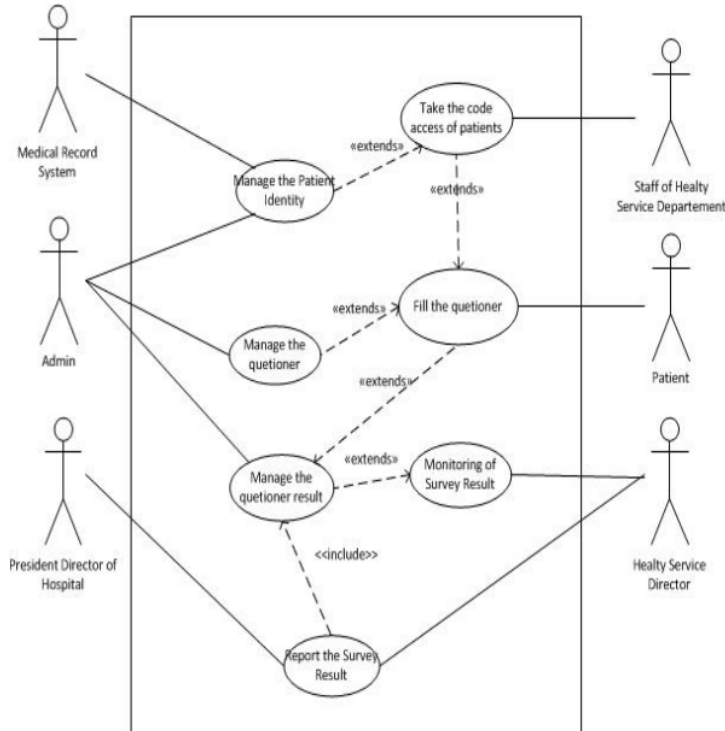 Medical Record
System
Take the code
access of patients
«extends»
Manage the Patient
Identity
«extends»
Staff of Healty
Service Departement
Admin
«extends»
Manage the
quetioner
Fill the quetioner
Patient
«extends»
Manage the
quetioner result
«extends»
Monitoring of
Survey Result
President Director of
Hospital
<<include>>
Healty Service
Director
Report the Survey
Result